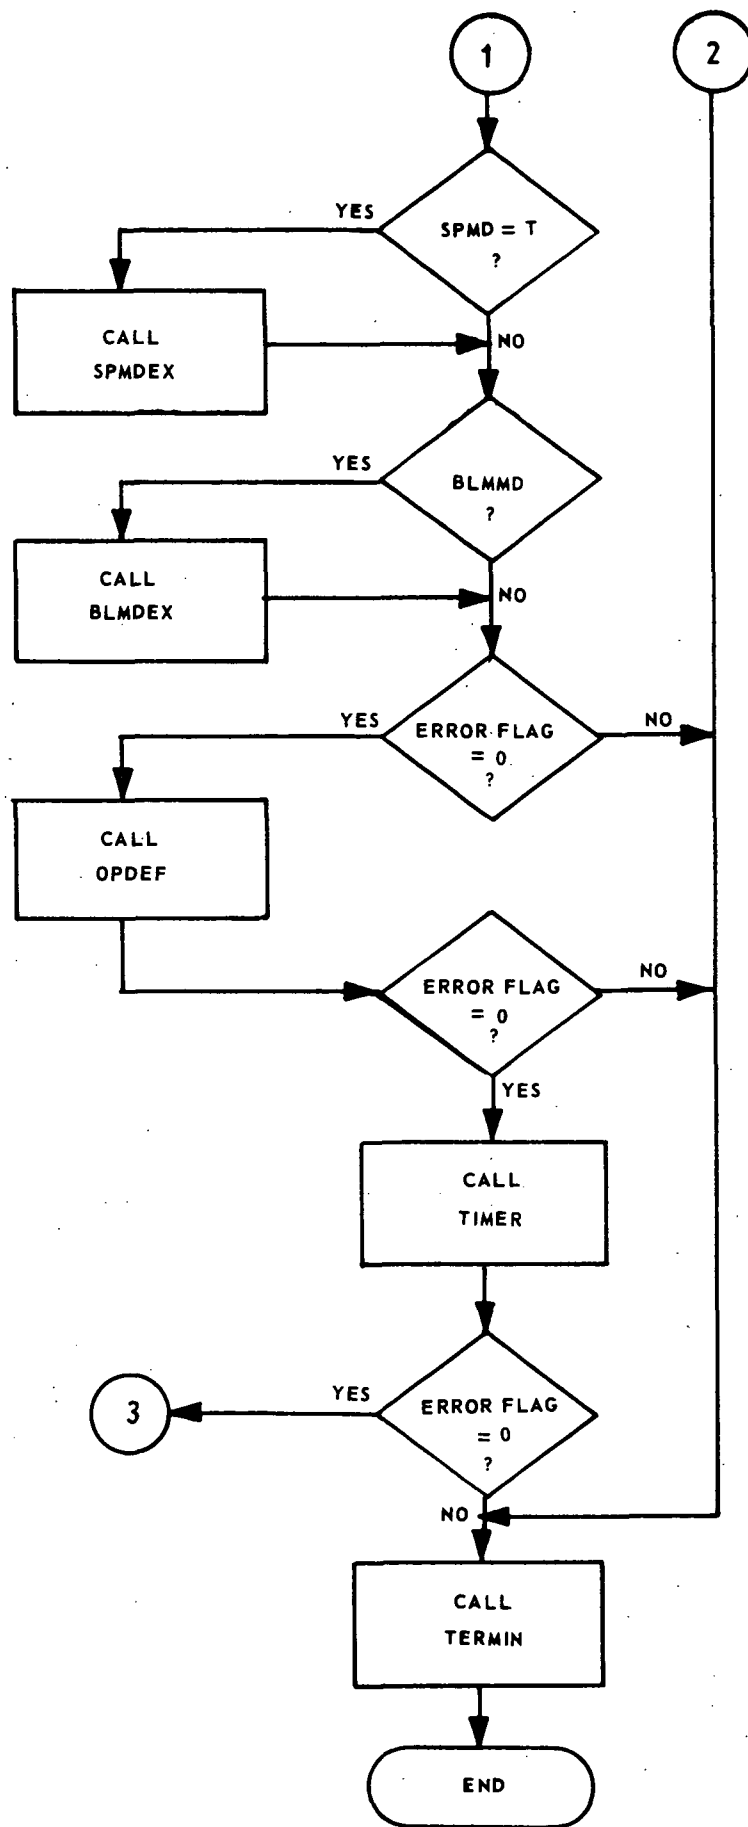 1
2
YES
SPMD = T
?
CALL
SPMDEX
NO
YES
BLMMD
?
CALL
BLMDEX
NO
YES
ERROR FLAG
= 0
?
NO
CALL
OPDEF
ERROR FLAG
= 0
?
NO
YES
CALL
TIMER
3
YES
ERROR FLAG
= 0
?
NO
CALL
TERMIN
END